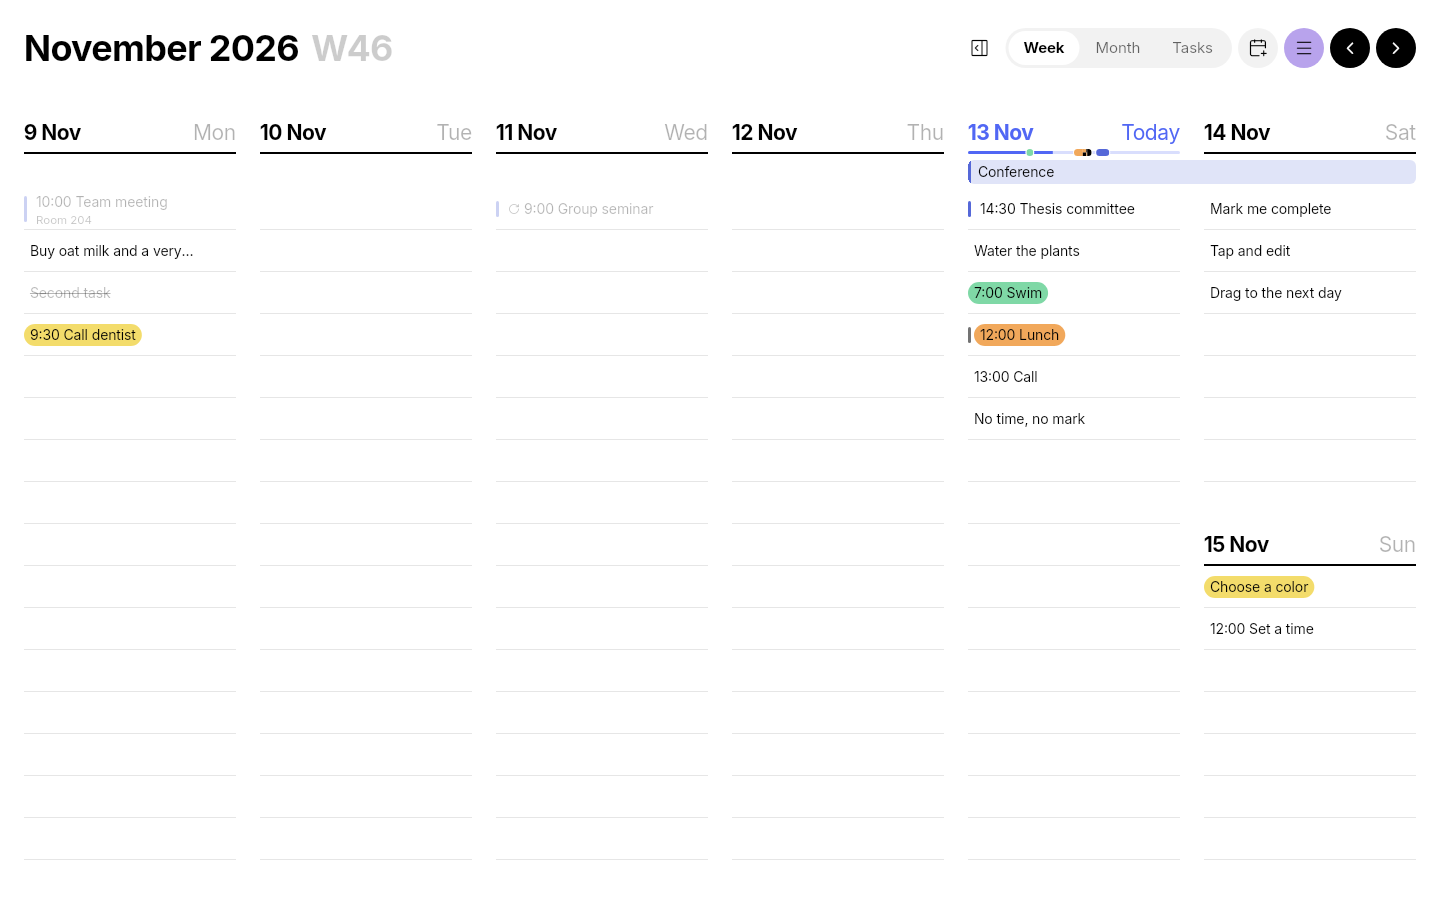 November 2026 W46
Week Month Tasks
9 Nov Mon
10:00 Team meeting
Room 204
Buy oat milk and a very...
Second task
9:30 Call dentist
10 Nov Tue
11 Nov Wed
9:00 Group seminar
12 Nov Thu
13 Nov Today
Conference
14:30 Thesis committee
Water the plants
7:00 Swim
12:00 Lunch
13:00 Call
No time, no mark
14 Nov Sat
Mark me complete
Tap and edit
Drag to the next day
15 Nov Sun
Choose a color
12:00 Set a time